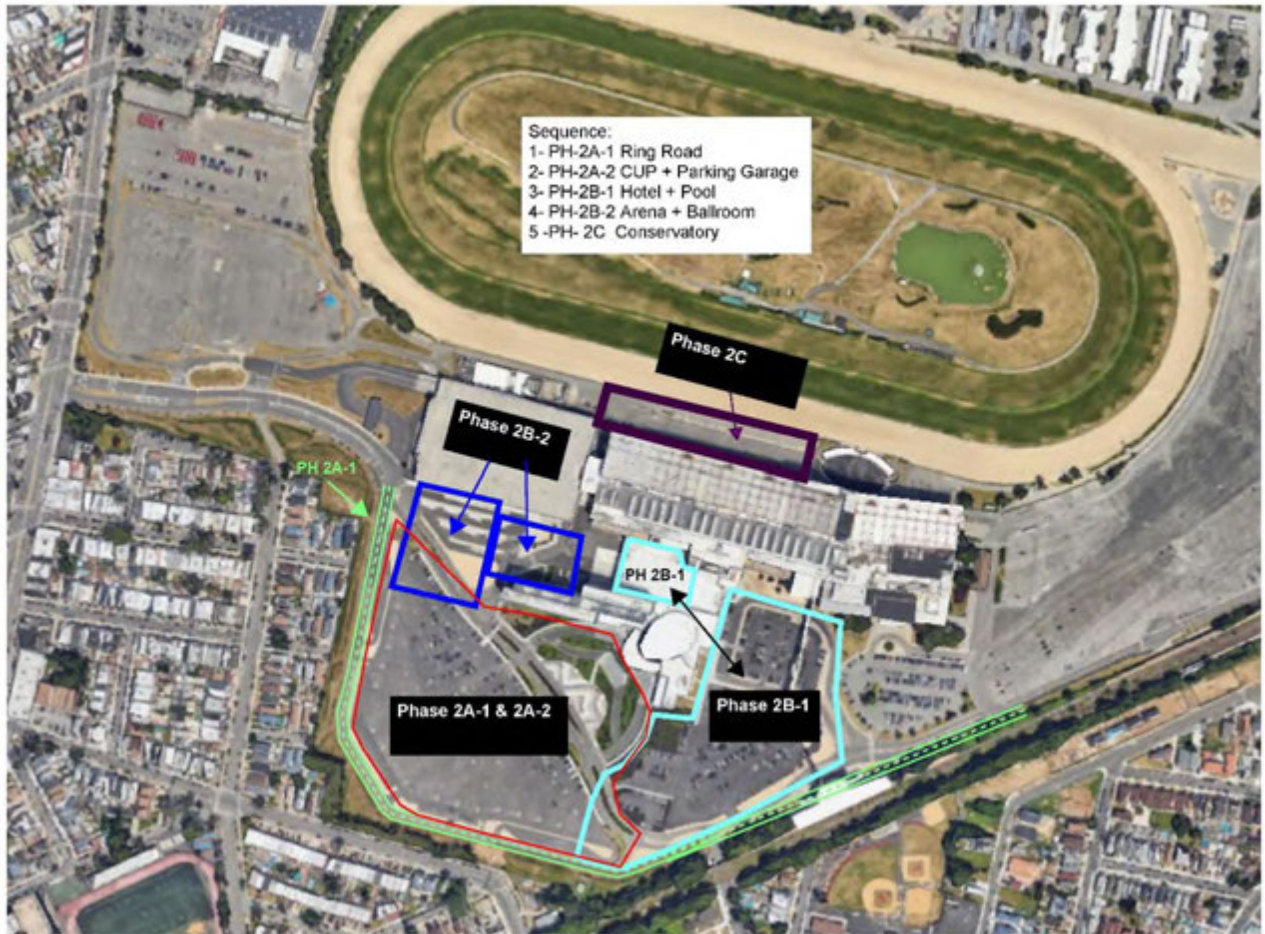 Sequence:
1- PH-2A-1 Ring Road
2- PH-2A-2 CUP + Parking Garage
3- PH-2B-1 Hotel + Pool
4- PH-2B-2 Arena + Ballroom
5 -PH- 2C Conservatory
Phase 2C
Phase 2B-2
PH 2A-1
PH 2B-1
Phase 2A-1 & 2A-2
Phase 2B-1